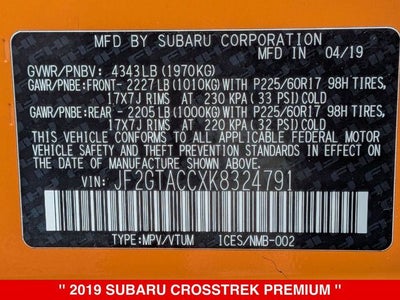 MFD. BY SUBARU CORPORATION
IN 04/19
GVWR/PNBV: 4343LB (1970KG)
GAWR/PNBE:FRONT- 2227LB (1010KG)WITH P225/60R17 98H TIRES,
17X7J RIMS AT 230 KPA (33 PSI) COLD
GAWR/PNBE:REAR - 2205LB (1000KG)WITH P225/60R17 98H TIRES,
17X7J RIMS AT 220 KPA (32 PSI) COLD
THIS VEHICLE CONFORMS TO ALL APPLICABLE FEDERAL MOTOR
VEHICLE SAFETY STANDARDS IN EFFECT ON THE DATE OF
MANUFACTURE SHOWN ABOVE.
VIN: JF2GTACCXK8324791
TYPE:MPV/VTUM ICES/NMB-002
" 2019 SUBARU CROSSTREK PREMIUM "